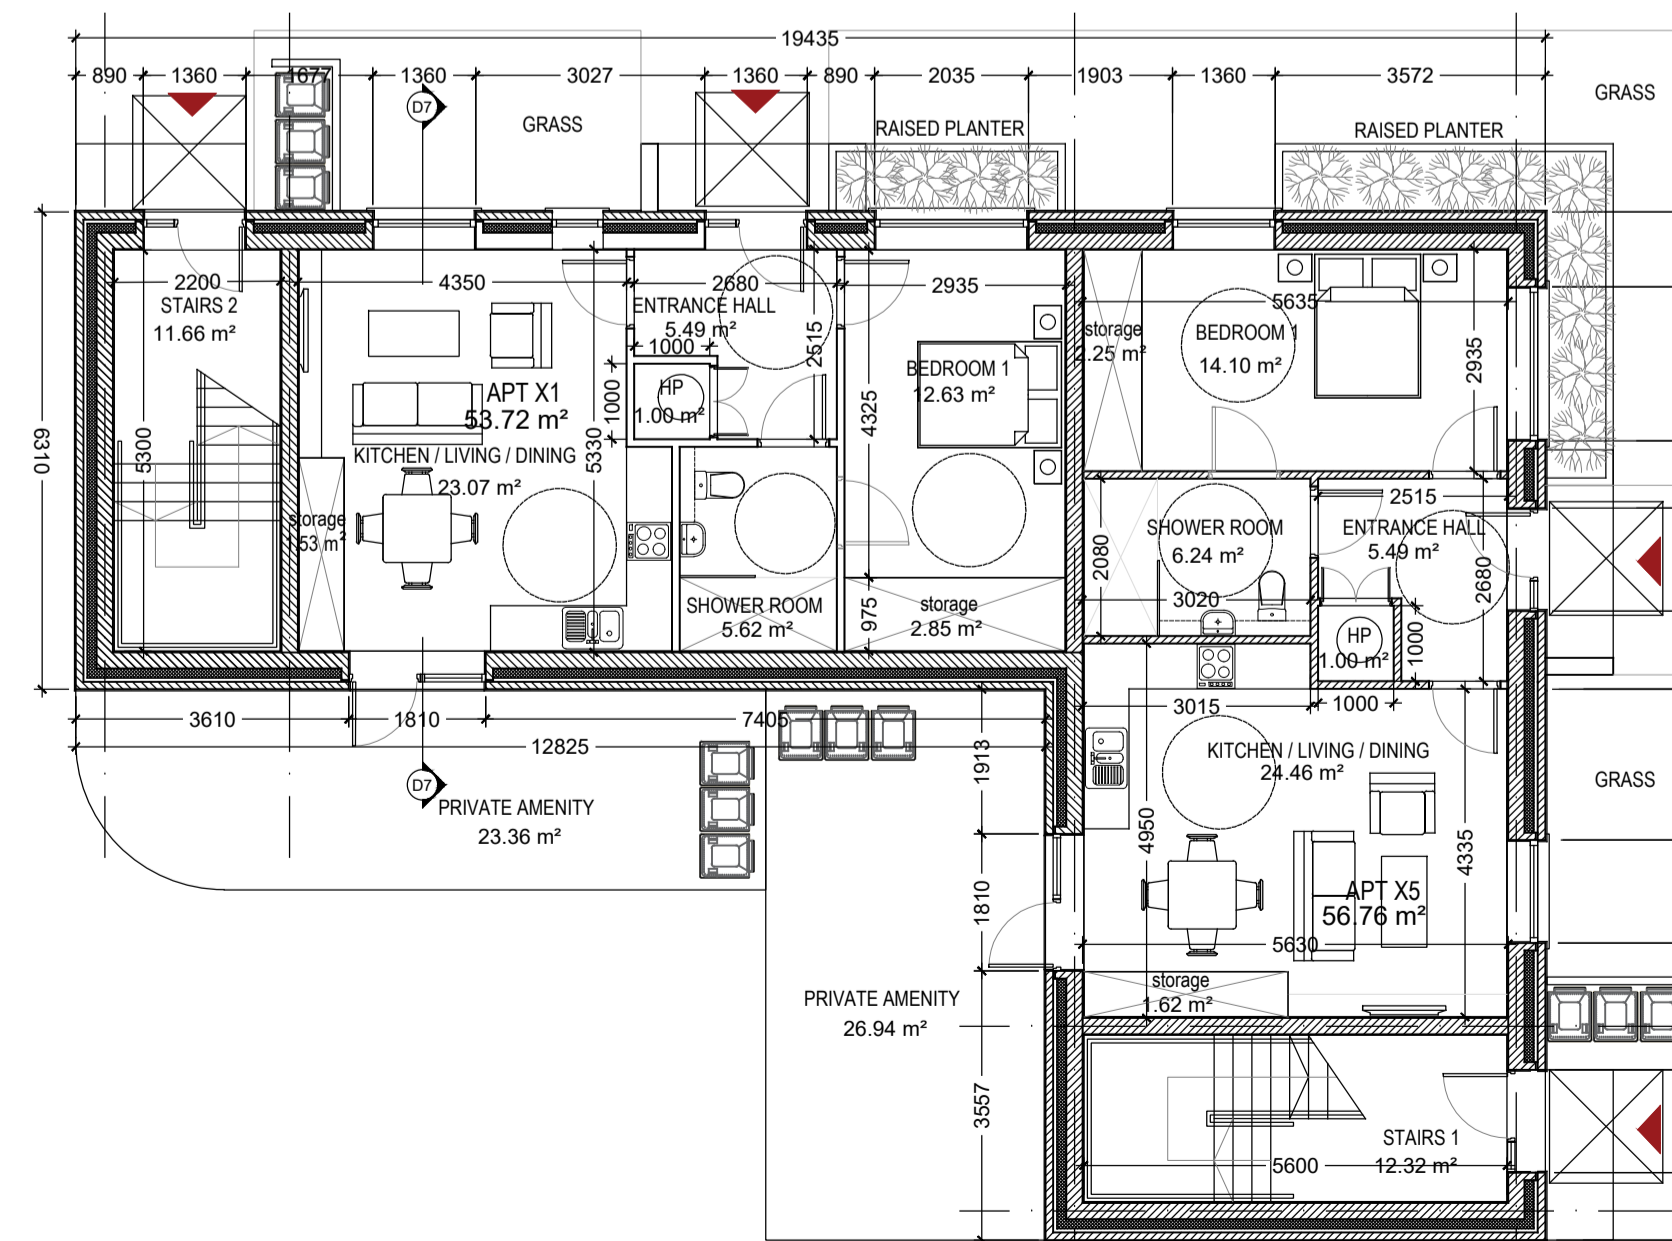 19435
890
1360
1677
1360
3027
1360
890
2035
1903
1360
3572
GRASS
D7
GRASS
RAISED PLANTER
RAISED PLANTER
2200
STAIRS 2
11.66 m²
4350
2680
ENTRANCE HALL
5.49 m²
1000
2515
2935
5635
storage
2.25 m²
BEDROOM 1
14.10 m²
2935
HP
1.00 m²
1000
BEDROOM 1
12.63 m²
4325
APT X1
53.72 m²
KITCHEN / LIVING / DINING
23.07 m²
5330
6310
5300
storage
53 m²
SHOWER ROOM
5.62 m²
975
storage
2.85 m²
2080
SHOWER ROOM
6.24 m²
3020
2515
ENTRANCE HALL
5.49 m²
2680
HP
1.00 m²
1000
1000
3610
1810
7405
12825
3015
KITCHEN / LIVING / DINING
24.46 m²
GRASS
D7
PRIVATE AMENITY
23.36 m²
1913
4950
4335
1810
APT X5
56.76 m²
5630
storage
1.62 m²
PRIVATE AMENITY
26.94 m²
3557
STAIRS 1
12.32 m²
5600